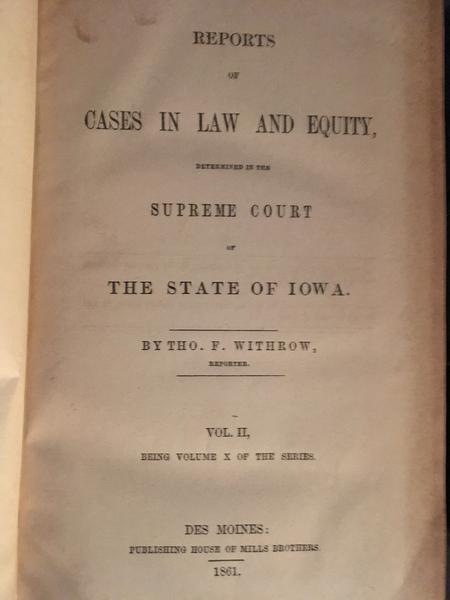 REPORTS
OF
CASES IN LAW AND EQUITY,
DETERMINED IN THE
SUPREME COURT
OF
THE STATE OF IOWA.
BY THO. F. WITHROW,
REPORTER.
VOL. II,
BEING VOLUME X OF THE SERIES.
DES MOINES:
PUBLISHING HOUSE OF MILLS BROTHERS
1861.